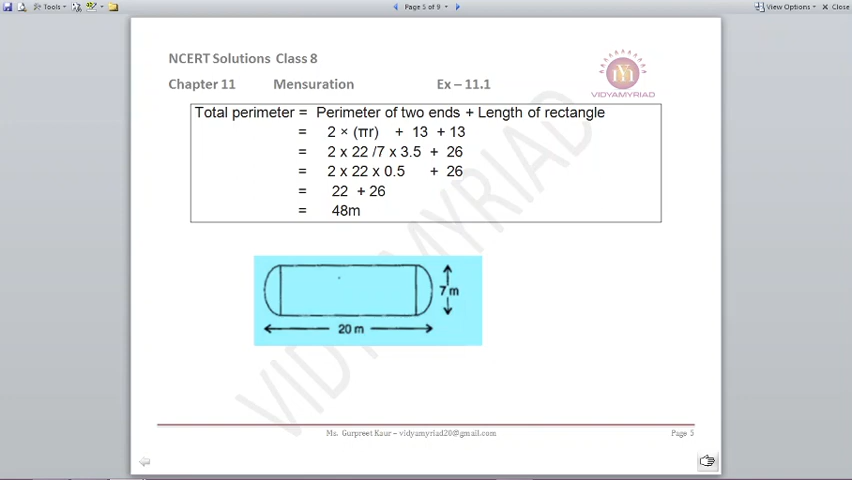 Tools
Page 5 of 9
View Options
Close
NCERT Solutions Class 8
Chapter 11 Mensuration Ex – 11.1
VIDYAMYRIAD
Total perimeter = Perimeter of two ends + Length of rectangle
= 2 × (πr) + 13 + 13
= 2 x 22 /7 x 3.5 + 26
= 2 x 22 x 0.5 + 26
= 22 + 26
= 48m
7 m
20 m
VIDYAMYRIAD
Ms. Gurpreet Kaur – vidyamyriad20@gmail.com Page 5